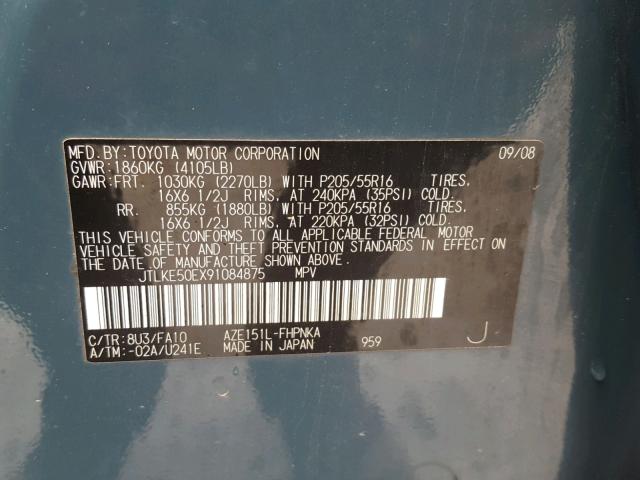 MFD.BY:TOYOTA MOTOR CORPORATION 09/08
GVWR:1860KG (4105LB)
GAWR:FRT. 1030KG (2270LB) WITH P205/55R16 TIRES,
16X6 1/2J RIMS, AT 240KPA (35PSI) COLD.
RR. 855KG (1880LB) WITH P205/55R16 TIRES,
16X6 1/2J RIMS, AT 220KPA (32PSI) COLD.
THIS VEHICLE CONFORMS TO ALL APPLICABLE FEDERAL MOTOR
VEHICLE SAFETY AND THEFT PREVENTION STANDARDS IN EFFECT ON
THE DATE OF MANUFACTURE SHOWN ABOVE.
JTLKE50EX91084875 MPV
C/TR:8U3/FA10 AZE151L-FHPNKA
A/TM:-02A/U241E MADE IN JAPAN 959 J